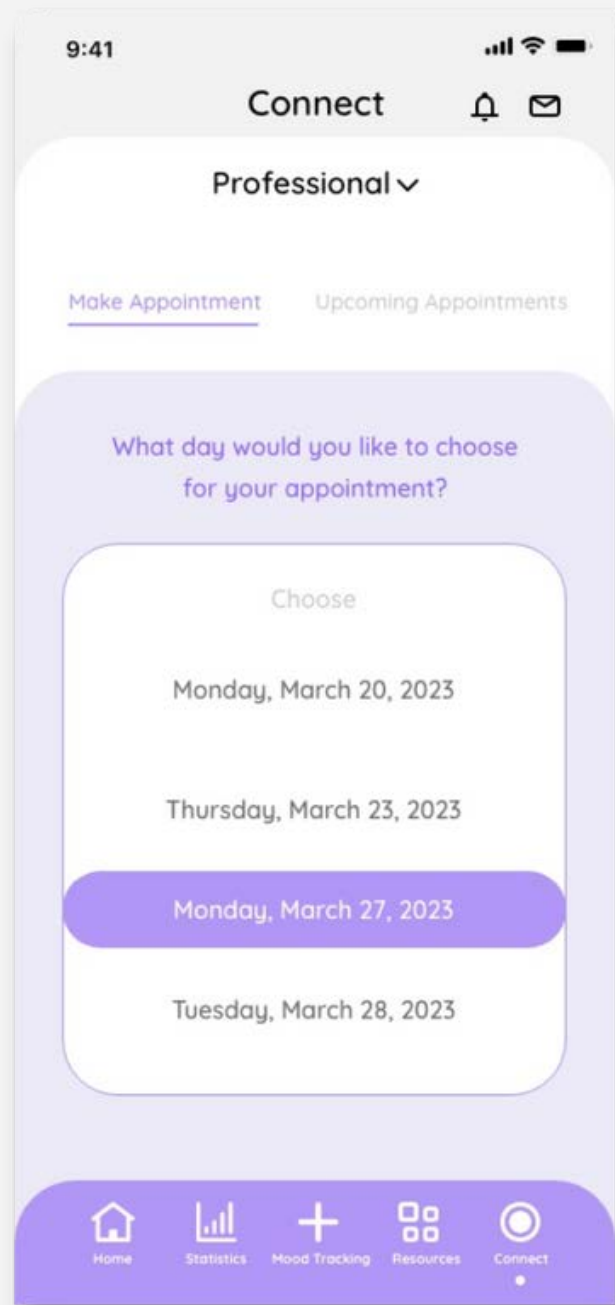 9:41
Connect
Professional
Make Appointment
Upcoming Appointments
What day would you like to choose
for your appointment?
Choose
Monday, March 20, 2023
Thursday, March 23, 2023
Monday, March 27, 2023
Tuesday, March 28, 2023
Home
Statistics
Mood Tracking
Resources
Connect